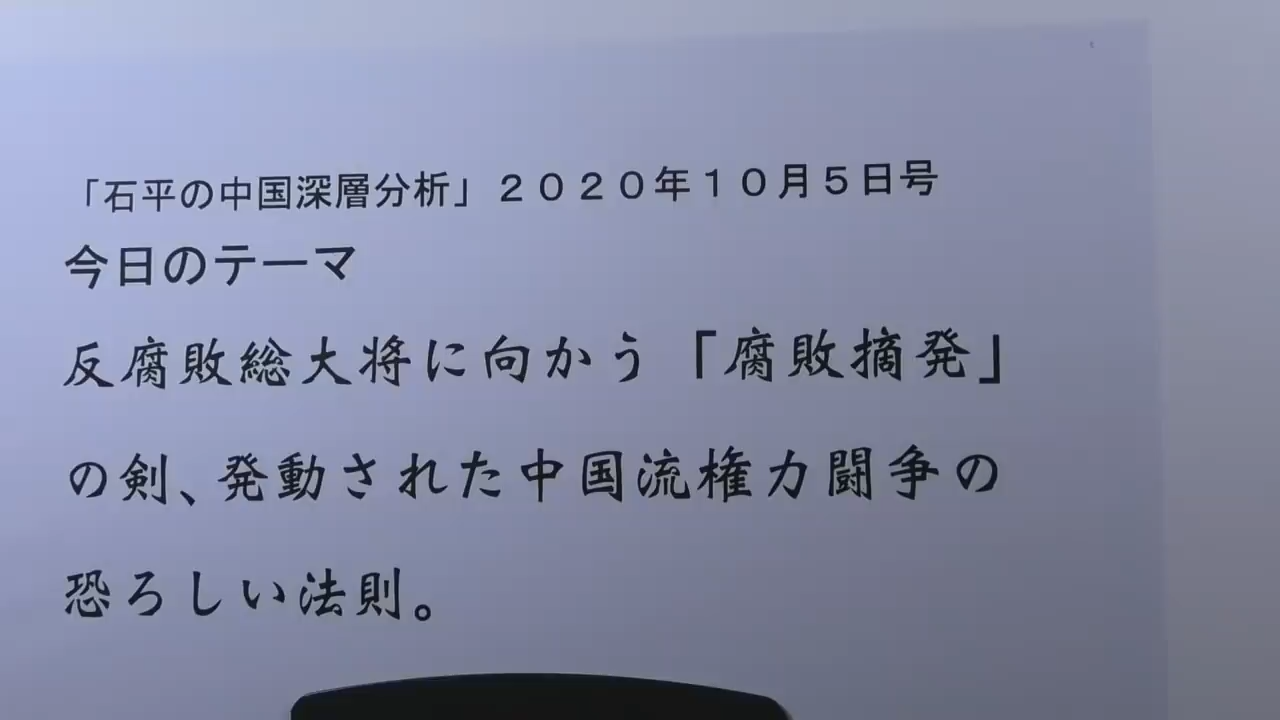 「石平の中国深層分析」２０２０年１０月５日号
今日のテーマ
反腐敗総大将に向かう「腐敗摘発」
の剣、発動された中国流権力闘争の
恐ろしい法則。